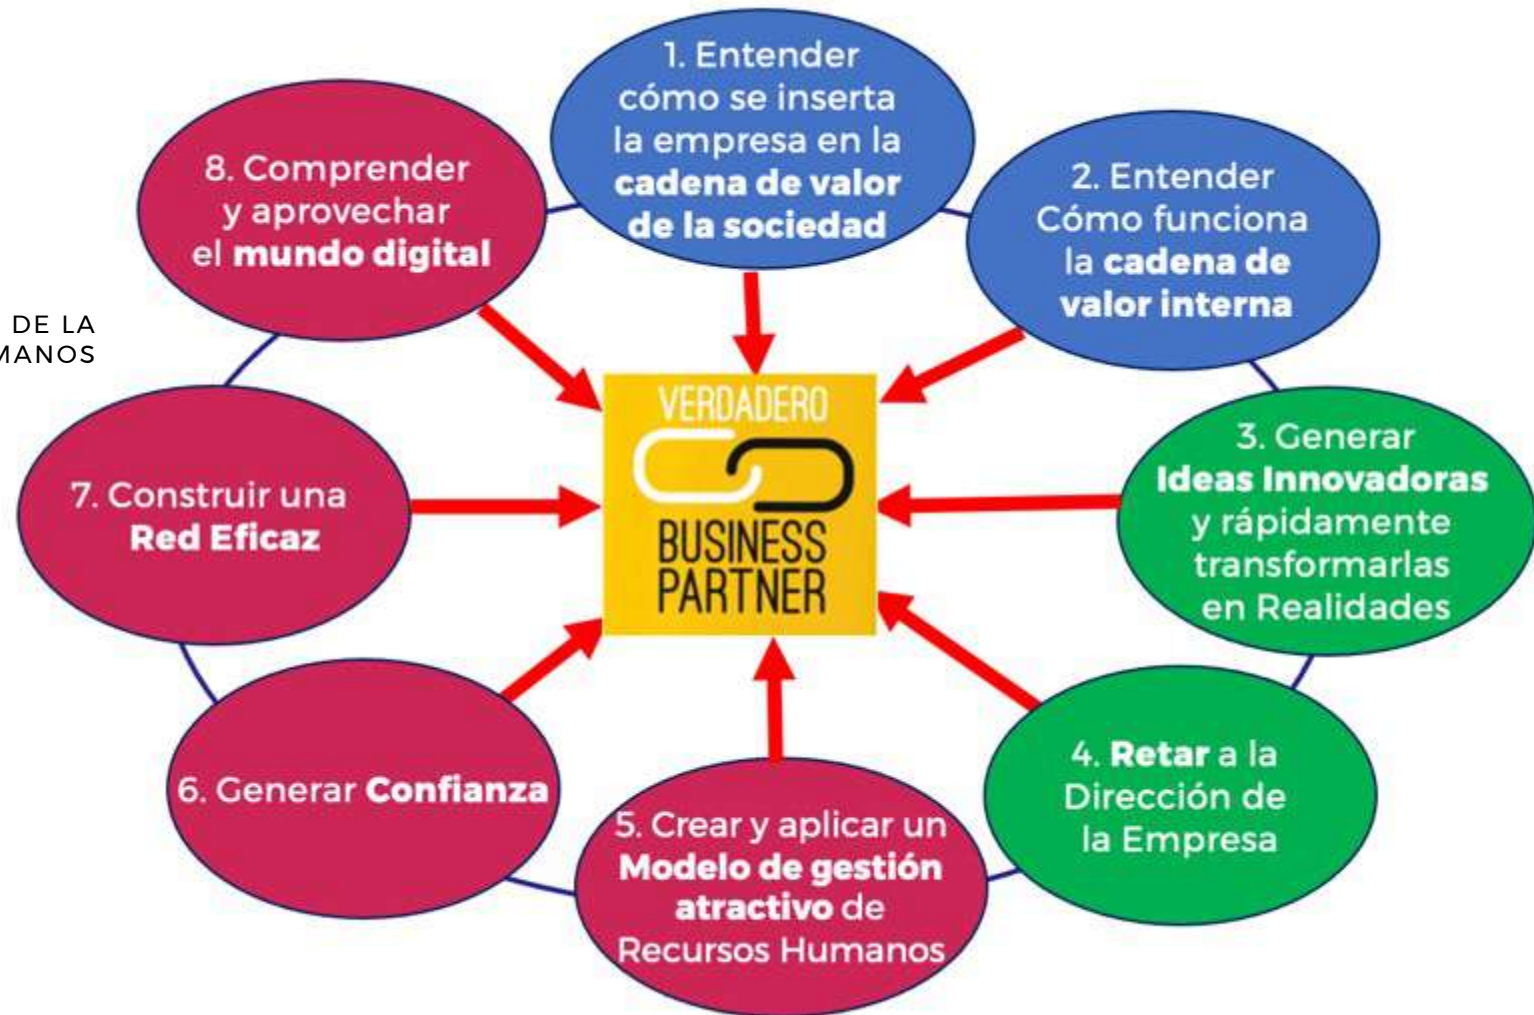 1. Entender
cómo se inserta
la empresa en la
cadena de valor
de la sociedad
2. Entender
Cómo funciona
la cadena de
valor interna
3. Generar
Ideas Innovadoras
y rápidamente
transformarlas
en Realidades
4. Retar a la
Dirección de
la Empresa
5. Crear y aplicar un
Modelo de gestión
atractivo de
Recursos Humanos
6. Generar Confianza
7. Construir una
Red Eficaz
8. Comprender
y aprovechar
el mundo digital
DE LA
MANOS
VERDADERO
BUSINESS
PARTNER